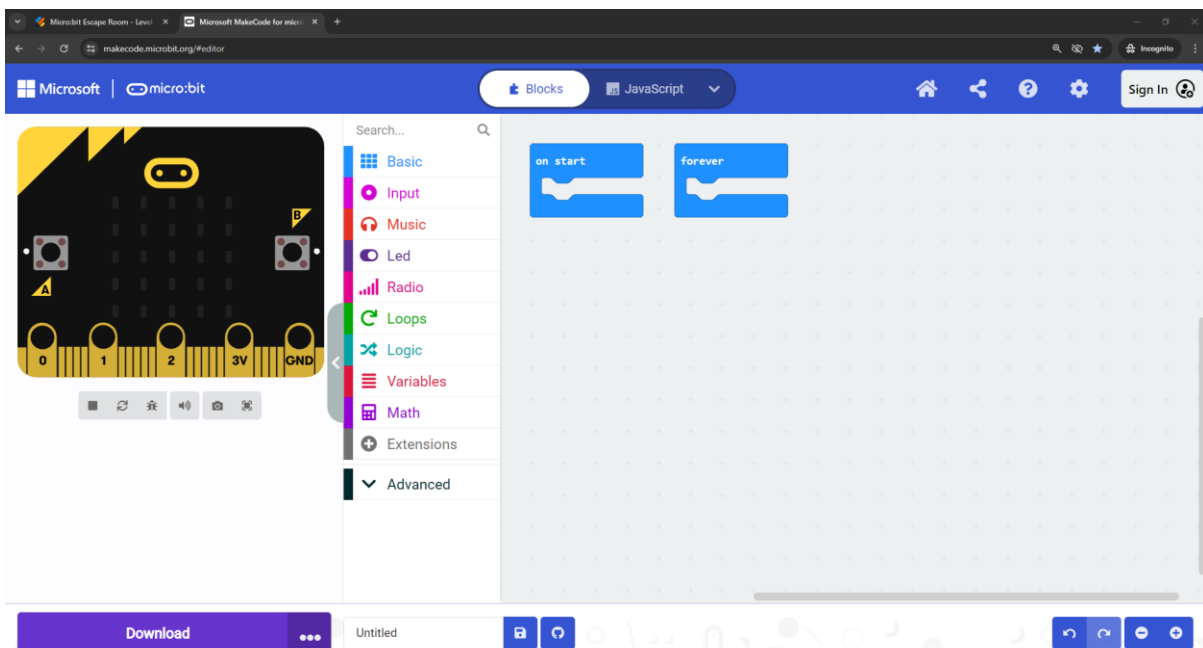 Micro:bit Escape Room - Level
Microsoft MakeCode for micro
makecode.microbit.org/#editor
Incognito
Microsoft | micro:bit
Blocks
JavaScript
Sign In
B
A
0 1 2 3V GND
Search...
Basic
Input
Music
Led
Radio
Loops
Logic
Variables
Math
Extensions
Advanced
on start
forever
Download
Untitled